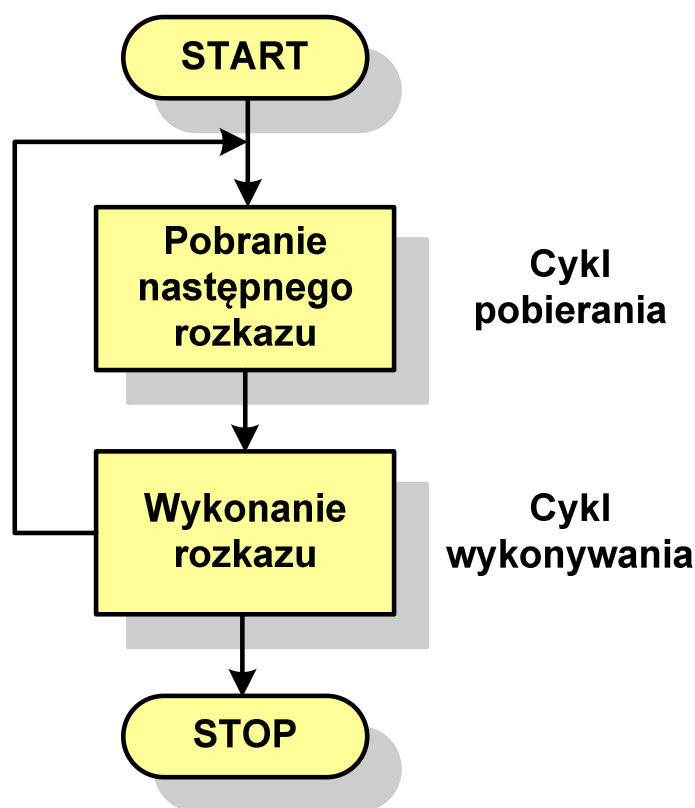 START
Pobranie
następnego
rozkazu
Cykl
pobierania
Wykonanie
rozkazu
Cykl
wykonywania
STOP